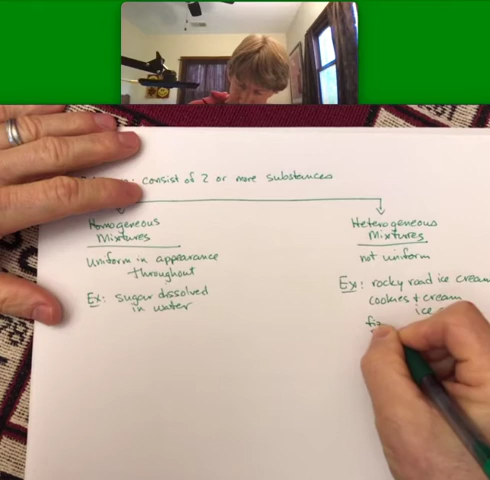 : consist of 2 or more substances
Homogeneous
Mixtures
uniform in appearance
throughout
Ex: sugar dissolved
in water
Heterogeneous
Mixtures
not uniform
Ex: rocky road ice cream
cookies + cream
ice